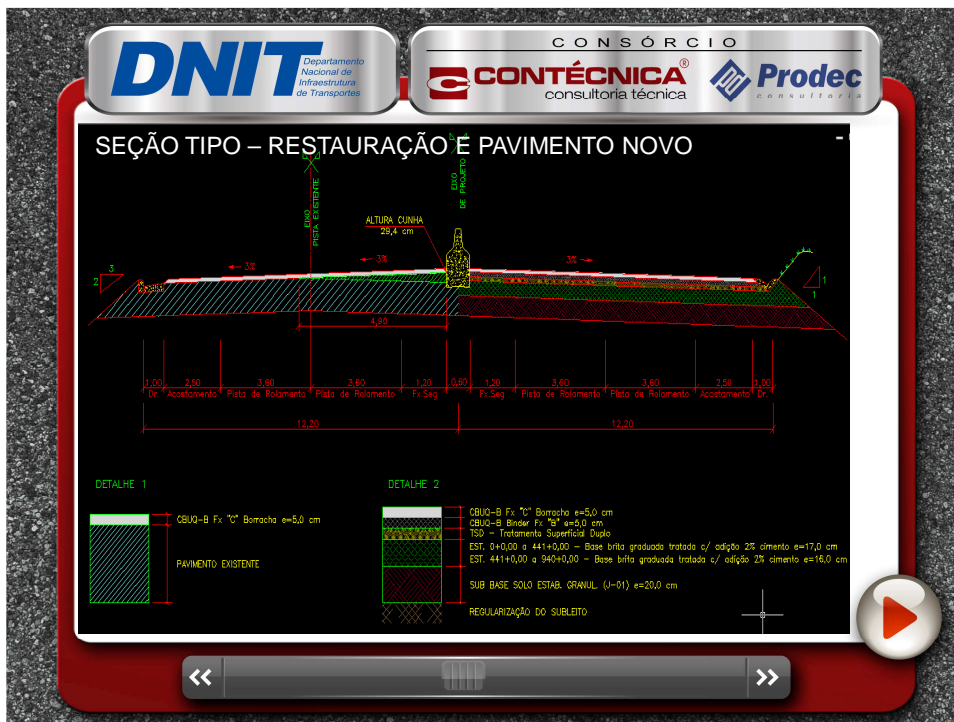 DNIT
Departamento
Nacional de
Infraestrutura
de Transportes
CONSÓRCIO
CONTÉCNICA®
consultoria técnica
Prodec
consultoria
SEÇÃO TIPO – RESTAURAÇÃO E PAVIMENTO NOVO
EIXO
PISTA EXISTENTE
EIXO
DE PROJETO
ALTURA CUNHA
29,4 cm
3%
3%
3%
3
2
1
1
4,90
1,00 2,50 3,60 3,60 1,20 0,60 1,20 3,60 3,60 2,50 1,00
Dr. Acostamento Pista de Rolamento Pista de Rolamento Fx.Seg Fx.Seg Pista de Rolamento Pista de Rolamento Acostamento Dr.
12,20 12,20
DETALHE 1
CBUQ-B Fx "C" Borracha e=5,0 cm
PAVIMENTO EXISTENTE
DETALHE 2
CBUQ-B Fx "C" Borracha e=5,0 cm
CBUQ-B Binder Fx "B" e=5,0 cm
TSD - Tratamento Superficial Duplo
EST. 0+0,00 a 441+0,00 - Base brita graduada tratada c/ adição 2% cimento e=17,0 cm
EST. 441+0,00 a 940+0,00 - Base brita graduada tratada c/ adição 2% cimento e=16,0 cm
SUB BASE SOLO ESTAB. GRANUL. (J-01) e=20,0 cm
REGULARIZAÇÃO DO SUBLEITO